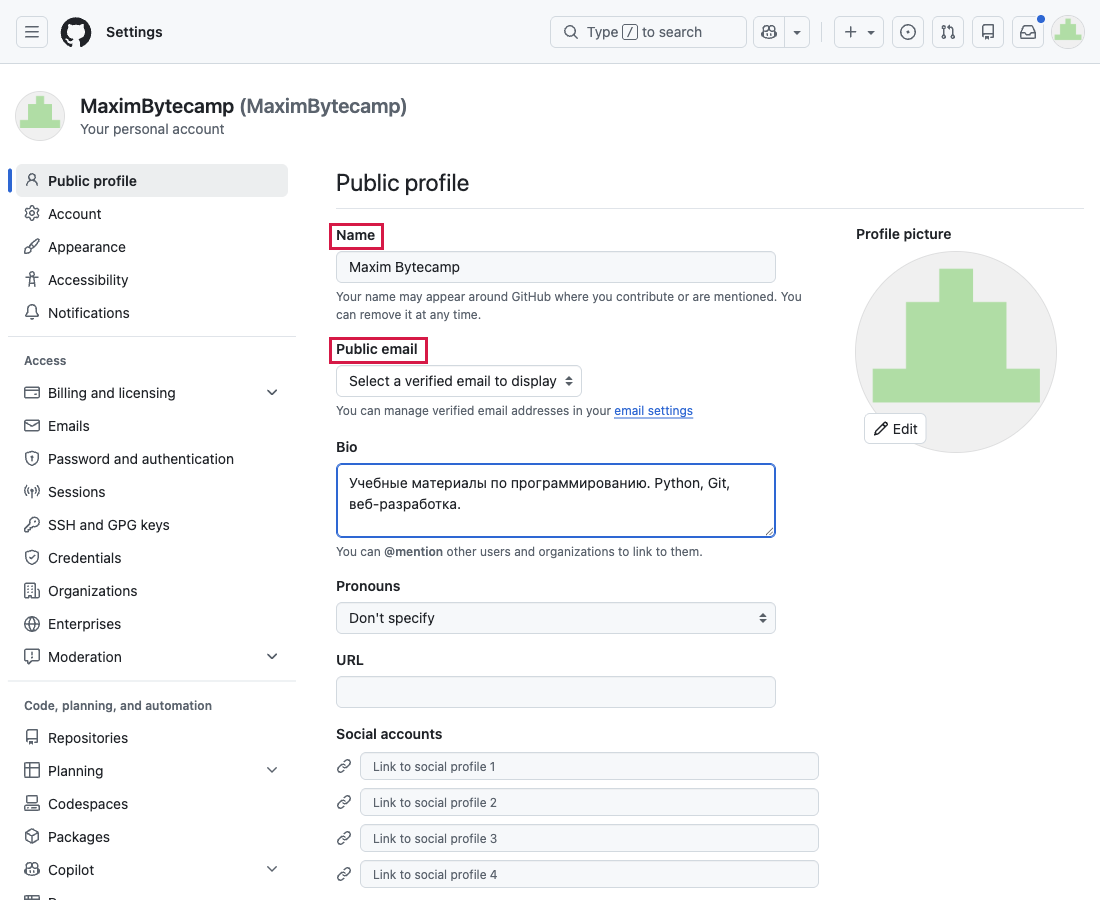 Settings
Type / to search
MaximBytecamp (MaximBytecamp)
Your personal account
Public profile
Account
Appearance
Accessibility
Notifications
Access
Billing and licensing
Emails
Password and authentication
Sessions
SSH and GPG keys
Credentials
Organizations
Enterprises
Moderation
Code, planning, and automation
Repositories
Planning
Codespaces
Packages
Copilot
Public profile
Name
Maxim Bytecamp
Your name may appear around GitHub where you contribute or are mentioned. You
can remove it at any time.
Public email
Select a verified email to display
You can manage verified email addresses in your email settings
Bio
Учебные материалы по программированию. Python, Git,
веб-разработка.
You can @mention other users and organizations to link to them.
Pronouns
Don't specify
URL
Social accounts
Link to social profile 1
Link to social profile 2
Link to social profile 3
Link to social profile 4
Profile picture
Edit